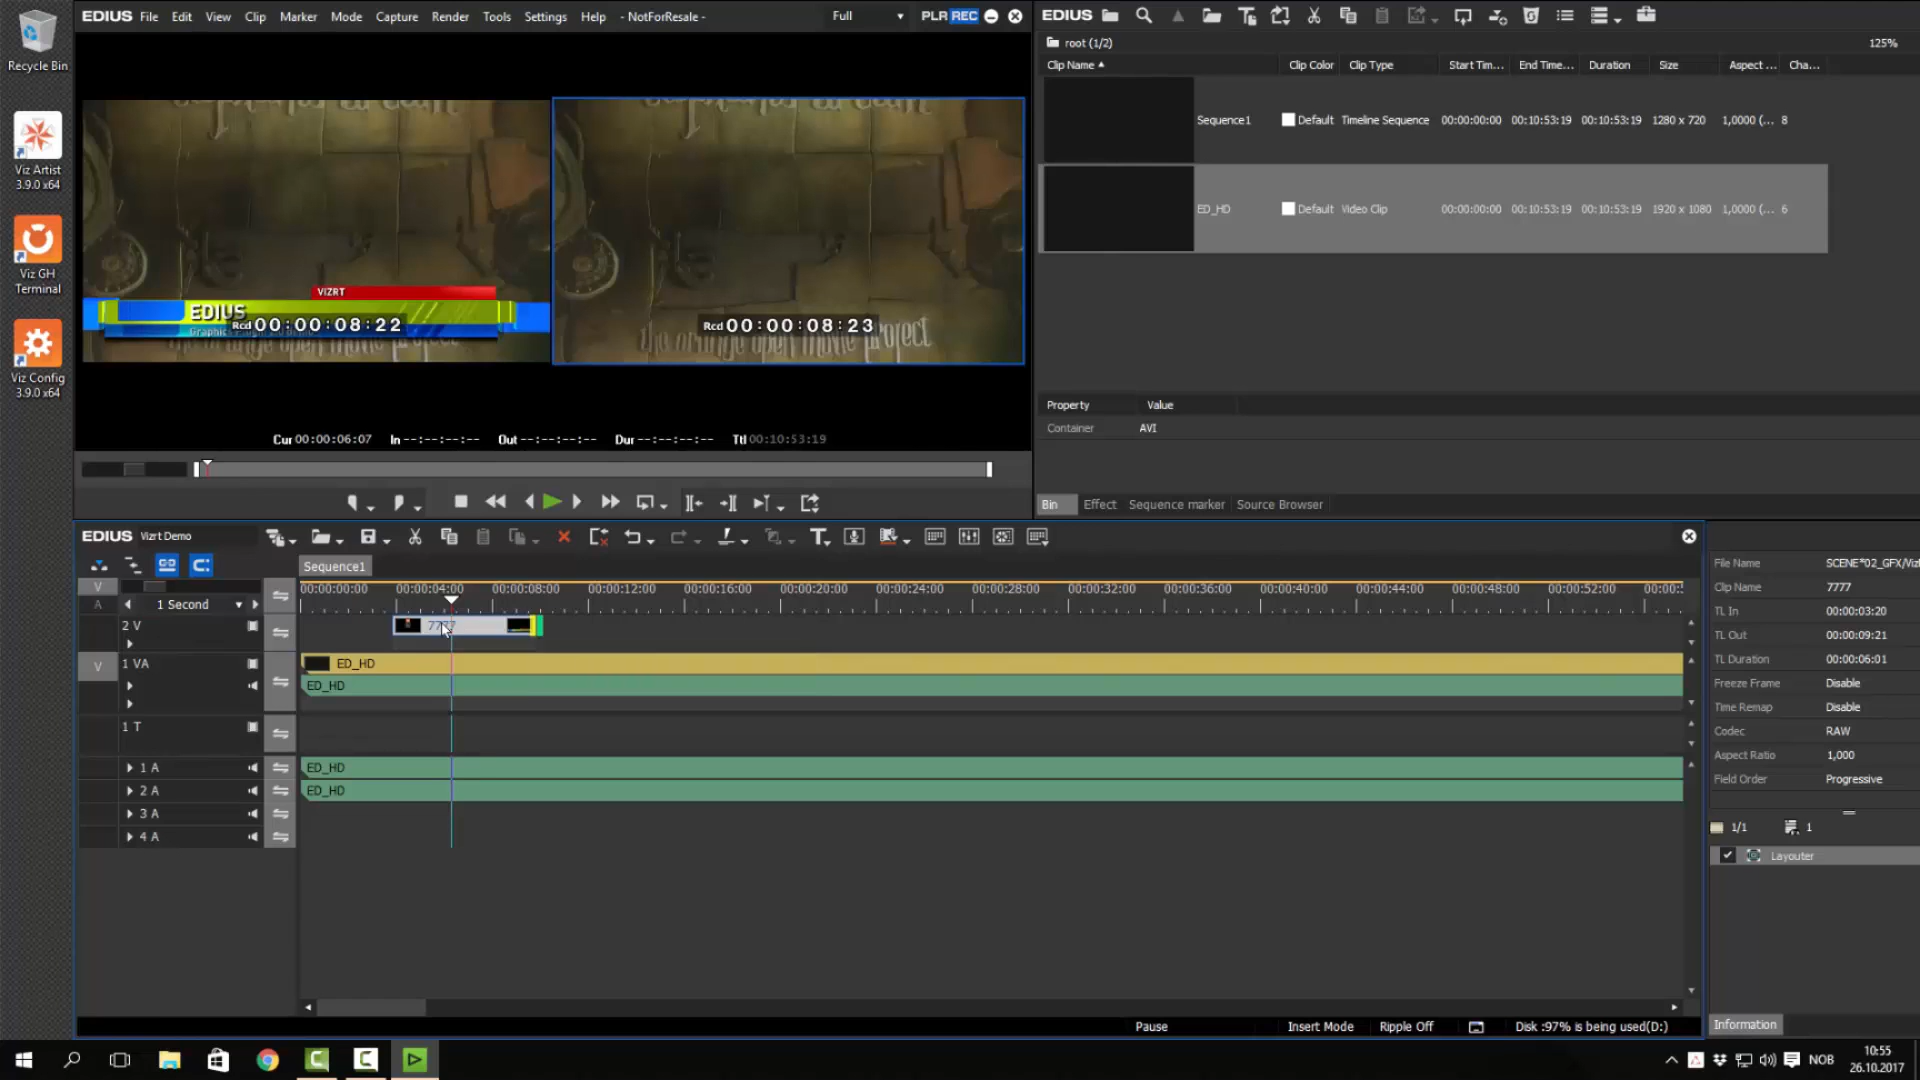 Recycle Bin
Viz Artist
3.9.0 x64
Viz GH
Terminal
Viz Config
3.9.0 x64
EDIUS File Edit View Clip Marker Mode Capture Render Tools Settings Help - NotForResale - Full PLR REC
VIZRT
EDIUS
Rcd 00:00:08:22
Rcd 00:00:08:23
the orange open movie project
Cur 00:00:06:07 In --:--:--:-- Out --:--:--:-- Dur --:--:--:-- Ttl 00:10:53:19
EDIUS
root (1/2) 125%
Clip Name Clip Color Clip Type Start Tim... End Time... Duration Size Aspect ... Cha...
Sequence1 Default Timeline Sequence 00:00:00:00 00:10:53:19 00:10:53:19 1280 x 720 1,0000 (... 8
ED_HD Default Video Clip 00:00:00:00 00:10:53:19 00:10:53:19 1920 x 1080 1,0000 (... 6
Property Value
Container AVI
Bin Effect Sequence marker Source Browser
EDIUS Vizrt Demo
Sequence1
V
A 1 Second
00:00:00:00 00:00:04:00 00:00:08:00 00:00:12:00 00:00:16:00 00:00:20:00 00:00:24:00 00:00:28:00 00:00:32:00 00:00:36:00 00:00:40:00 00:00:44:00 00:00:48:00 00:00:52:00 00:
2 V 7777
V 1 VA ED_HD
ED_HD
1 T
1 A ED_HD
2 A ED_HD
3 A
4 A
Pause Insert Mode Ripple Off Disk :97% is being used(D:)
File Name SCENE*02_GFX/Viz
Clip Name 7777
TL In 00:00:03:20
TL Out 00:00:09:21
TL Duration 00:00:06:01
Freeze Frame Disable
Time Remap Disable
Codec RAW
Aspect Ratio 1,000
Field Order Progressive
1/1 1
Layouter
Information
NOB
10:55
26.10.2017